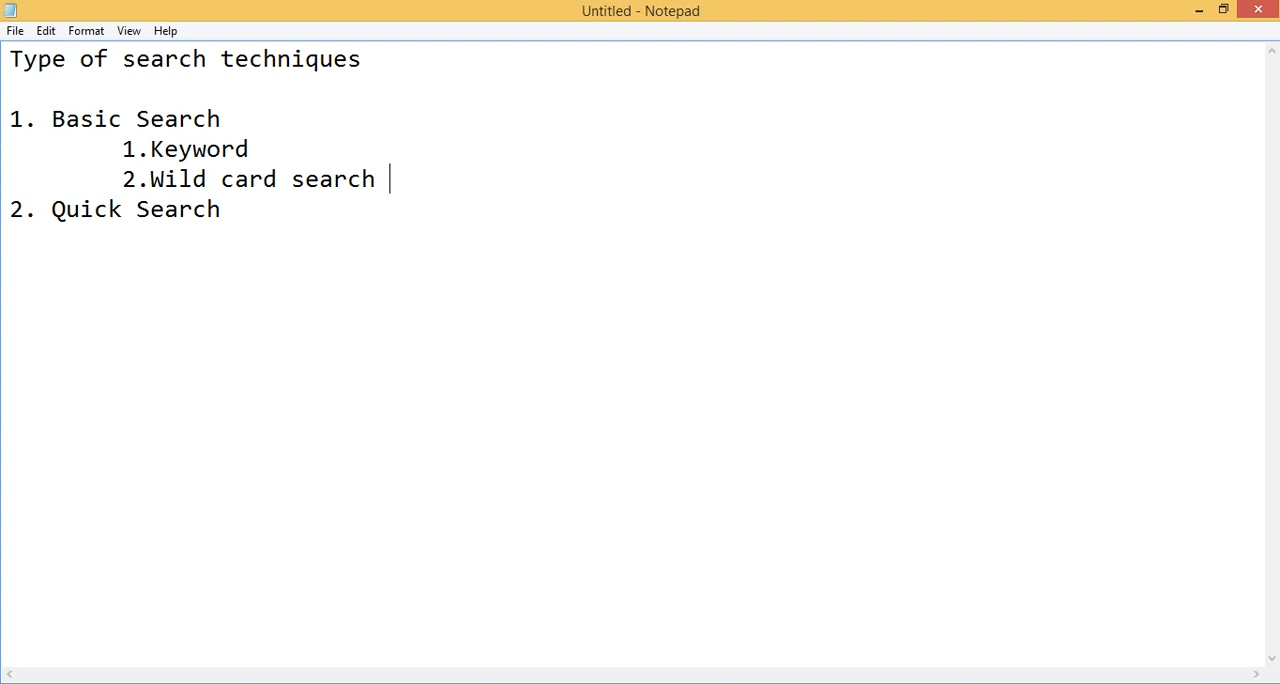 Untitled - Notepad
File Edit Format View Help
Type of search techniques
1. Basic Search
1.Keyword
2.Wild card search
2. Quick Search